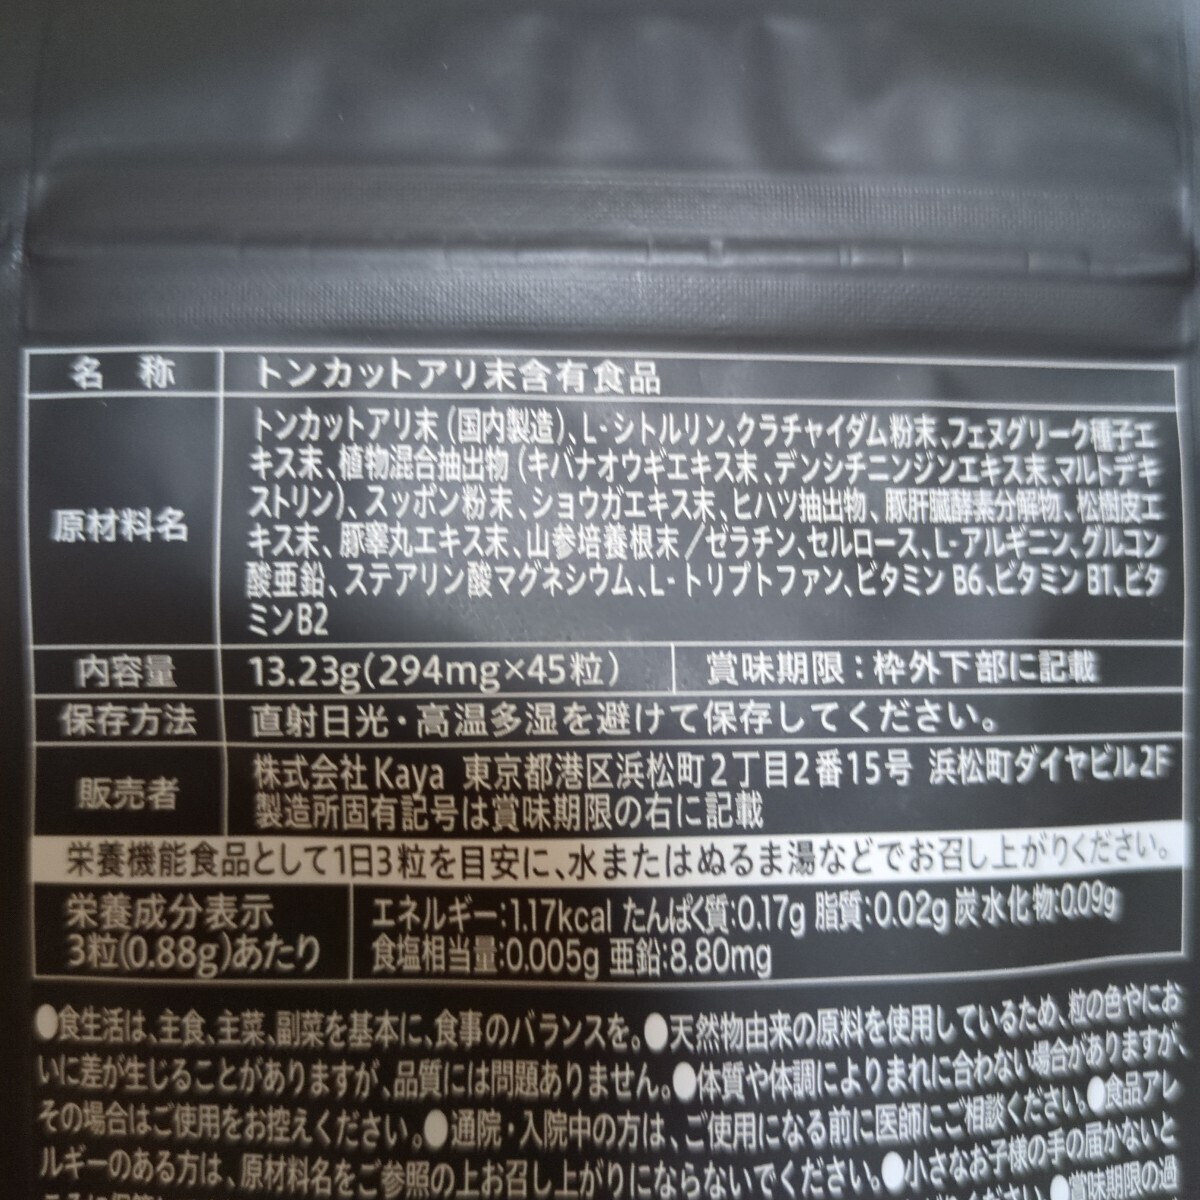 名 称 トンカットアリ末含有食品
原材料名
トンカットアリ末(国内製造)、L-シトルリン、クラチャイダム粉末、フェヌグリーク種子エ
キス末、植物混合抽出物(キバナオウギエキス末、デンシチニンジンエキス末、マルトデキ
ストリン)、スッポン粉末、ショウガエキス末、ヒハツ抽出物、豚肝臓酵素分解物、松樹皮エ
キス末、豚睾丸エキス末、山参培養根末/ゼラチン、セルロース、L-アルギニン、グルコン
酸亜鉛、ステアリン酸マグネシウム、L-トリプトファン、ビタミンB6、ビタミンB1、ビタ
ミンB2
内容量 13.23g(294mg×45粒) 賞味期限:枠外下部に記載
保存方法 直射日光・高温多湿を避けて保存してください。
販売者
株式会社Kaya 東京都港区浜松町2丁目2番15号 浜松町ダイヤビル2F
製造所固有記号は賞味期限の右に記載
栄養機能食品として1日3粒を目安に、水またはぬるま湯などでお召し上がりください。
栄養成分表示
3粒(0.88g)あたり
エネルギー:1.17kcal たんぱく質:0.17g 脂質:0.02g 炭水化物:0.09g
食塩相当量:0.005g 亜鉛:8.80mg
●食生活は、主食、主菜、副菜を基本に、食事のバランスを。●天然物由来の原料を使用しているため、粒の色やにお
いに差が生じることがありますが、品質には問題ありません。●体質や体調によりまれに合わない場合がありますが、
その場合はご使用をお控えください。●通院・入院中の方は、ご使用になる前に医師にご相談ください。●食品アレ
ルギーのある方は、原材料名をご参照の上お召し上がりにならないでください。●小さなお子様の手の届かないと
●賞味期限の過